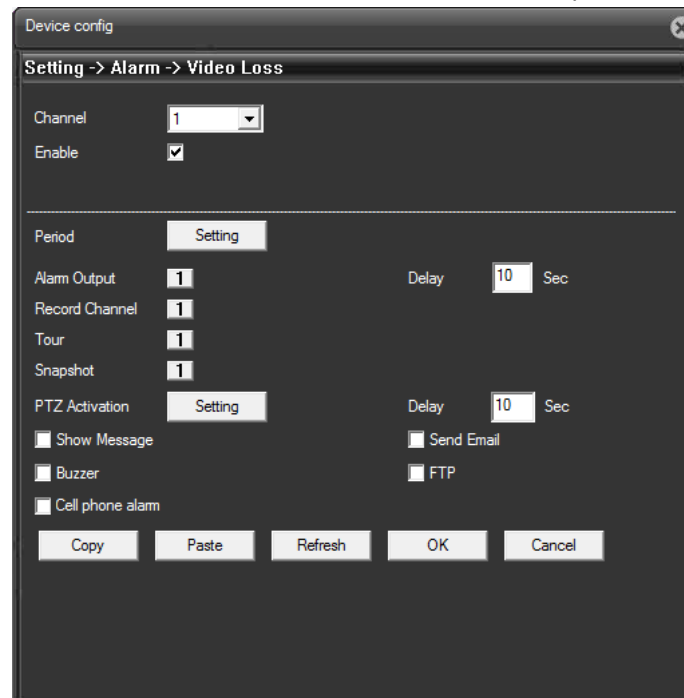 Device config
Setting -> Alarm -> Video Loss
Channel 1
Enable
Period Setting
Alarm Output 1 Delay 10 Sec
Record Channel 1
Tour 1
Snapshot 1
PTZ Activation Setting Delay 10 Sec
Show Message Send Email
Buzzer FTP
Cell phone alarm
Copy Paste Refresh OK Cancel